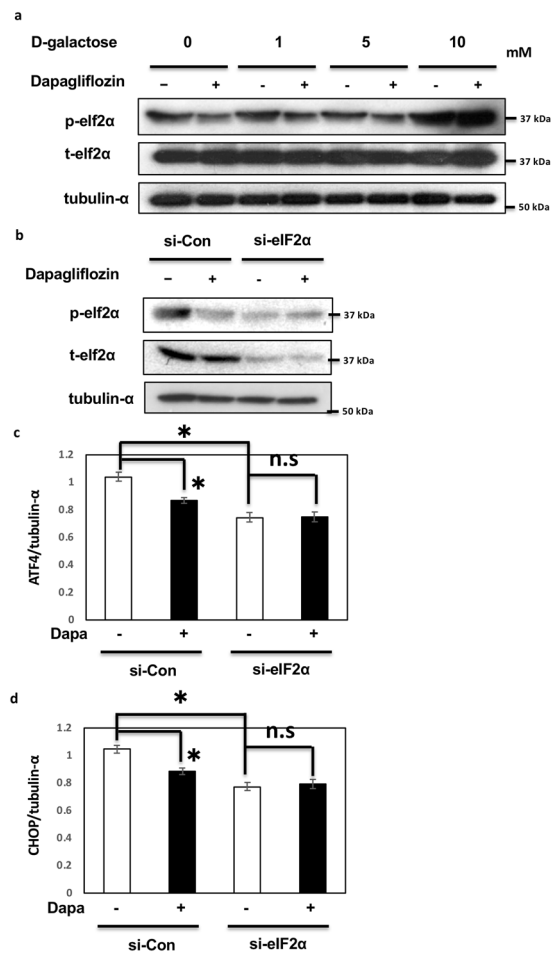 a
D-galactose 0 1 5 10 mM
Dapagliflozin – + - + - + - +
p-elf2α 37 kDa
t-elf2α 37 kDa
tubulin-α 50 kDa
b
si-Con si-eIF2α
Dapagliflozin – + - +
p-elf2α 37 kDa
t-elf2α 37 kDa
tubulin-α 50 kDa
c
ATF4/tubulin-α
1.2
1
0.8
0.6
0.4
0.2
0
* * n.s
Dapa - + - +
si-Con si-eIF2α
d
CHOP/tubulin-α
1.2
1
0.8
0.6
0.4
0.2
0
* * n.s
Dapa - + - +
si-Con si-eIF2α